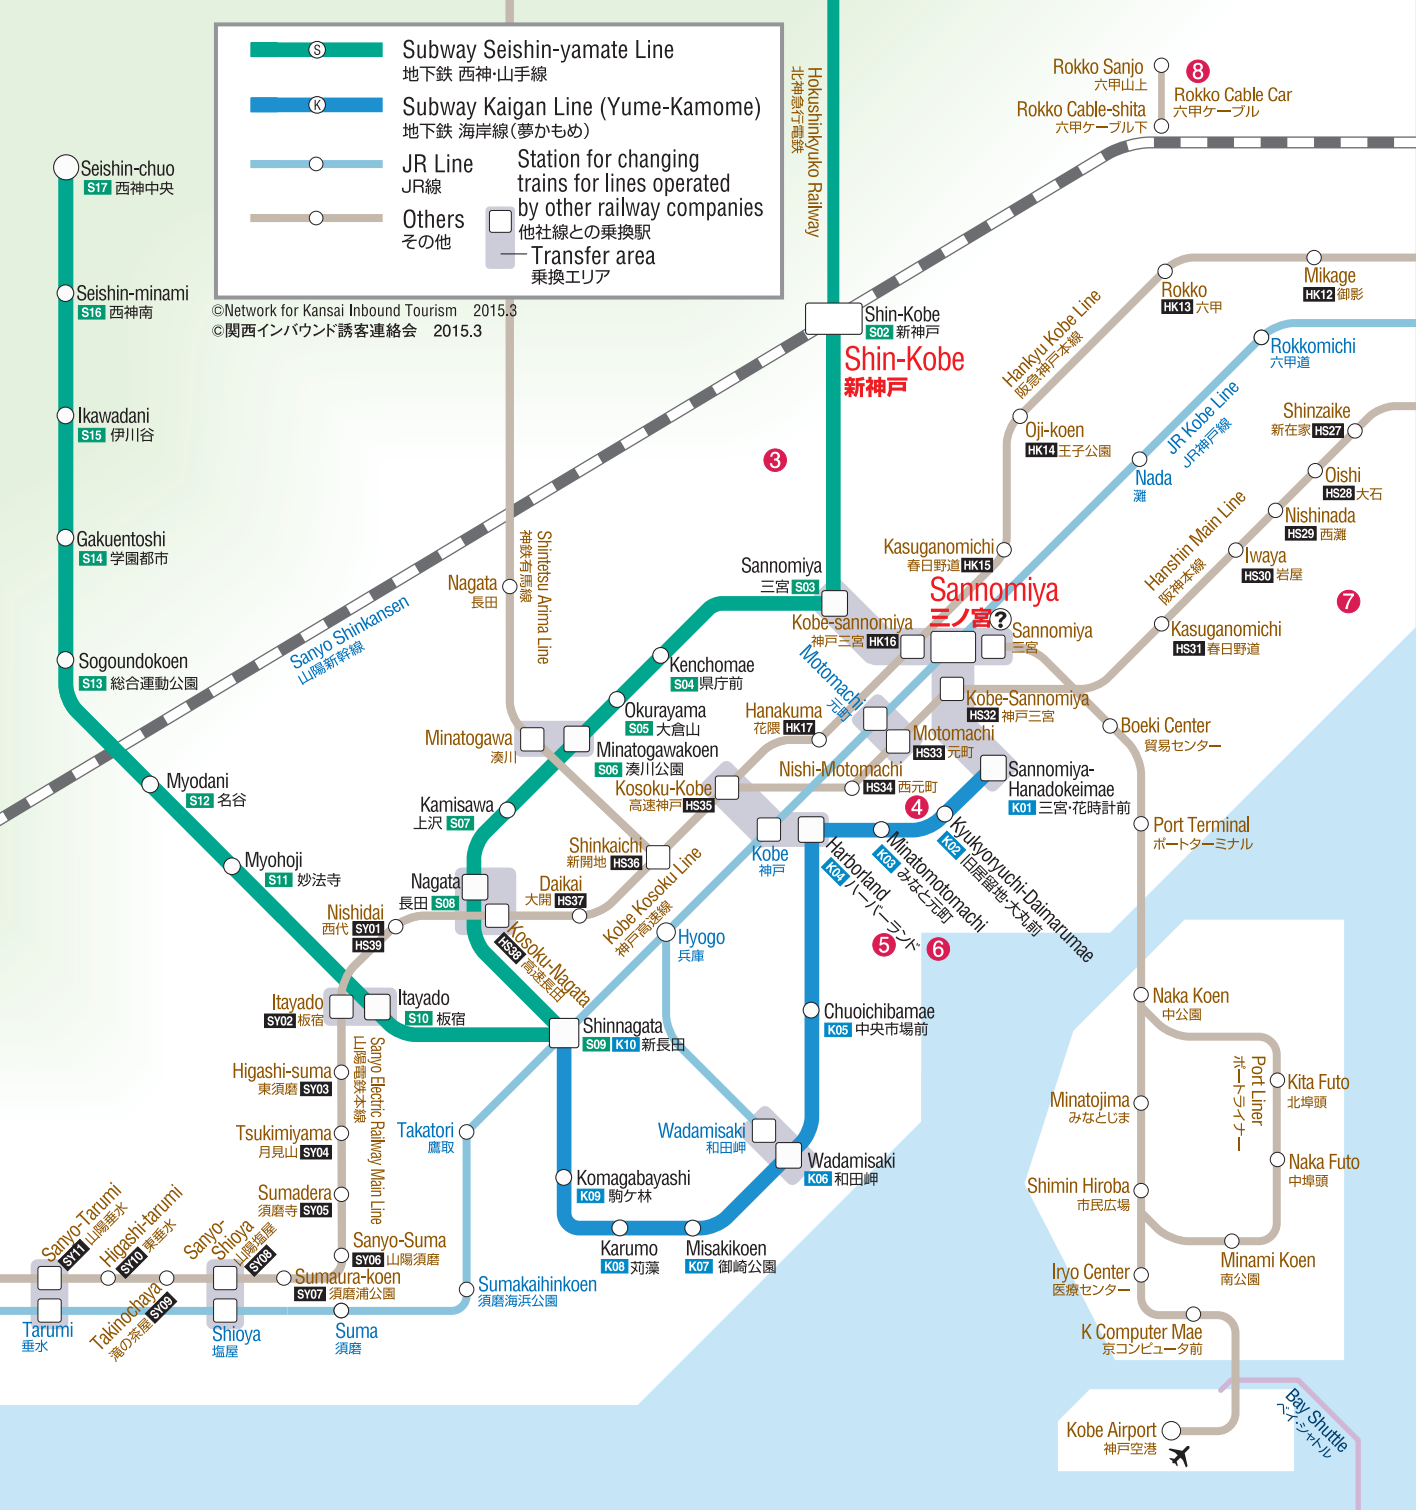 S
Subway Seishin-yamate Line
地下鉄 西神・山手線
K
Subway Kaigan Line (Yume-Kamome)
地下鉄 海岸線(夢かもめ)
JR Line
JR線
Others
その他
Station for changing
trains for lines operated
by other railway companies
他社線との乗換駅
Transfer area
乗換エリア
©Network for Kansai Inbound Tourism 2015.3
©関西インバウンド誘客連絡会 2015.3
Hokushinkyuko Railway
北神急行電鉄
Rokko Sanjo
六甲山上
8
Rokko Cable Car
六甲ケーブル
Rokko Cable-shita
六甲ケーブル下
Seishin-chuo
S17 西神中央
Seishin-minami
S16 西神南
Ikawadani
S15 伊川谷
Gakuentoshi
S14 学園都市
Sogoundokoen
S13 総合運動公園
Myodani
S12 名谷
Myohoji
S11 妙法寺
Itayado
S10 板宿
Itayado
SY02 板宿
Shin-Kobe
S02 新神戸
Shin-Kobe
新神戸
3
Hankyu Kobe Line
阪急神戸本線
Rokko
HK13 六甲
Mikage
HK12 御影
Oji-koen
HK14 王子公園
Kasuganomichi
春日野道 HK15
JR Kobe Line
JR神戸線
Rokkomichi
六甲道
Nada
灘
Shinzaike
新在家 HS27
Oishi
HS28 大石
Nishinada
HS29 西灘
Iwaya
HS30 岩屋
Hanshin Main Line
阪神本線
Kasuganomichi
HS31 春日野道
7
Sanyo Shinkansen
山陽新幹線
Shintetsu Arima Line
神鉄有馬線
Nagata
長田
Sannomiya
三宮 S03
Sannomiya
三ノ宮
?
Kobe-sannomiya
神戸三宮 HK16
Sannomiya
三宮
Kobe-Sannomiya
HS32 神戸三宮
Motomachi
元町
Motomachi
HS33 元町
Kenchomae
S04 県庁前
Okurayama
S05 大倉山
Minatogawakoen
S06 湊川公園
Minatogawa
湊川
Hanakuma
花隈 HK17
Nishi-Motomachi
HS34 西元町
Kosoku-Kobe
高速神戸 HS35
Sannomiya-
Hanadokeimae
K01 三宮・花時計前
4
Kyukyoryuchi-Daimarumae
K02 旧居留地・大丸前
Minatomotomachi
K03 みなと元町
Harborland
K04 ハーバーランド
5
6
Kobe
神戸
Kamisawa
上沢 S07
Shinkaichi
新開地 HS36
Nagata
長田 S08
Daikai
大開 HS37
Kosoku-Nagata
HS38 高速長田
Kobe Kosoku Line
神戸高速線
Nishidai
西代 SY01
HS39
Hyogo
兵庫
Shinnagata
S09 K10 新長田
Chuoichibamae
K05 中央市場前
Boeki Center
貿易センター
Port Terminal
ポートターミナル
Naka Koen
中公園
Port Liner
ポートライナー
Kita Futo
北埠頭
Minatojima
みなとじま
Naka Futo
中埠頭
Shimin Hiroba
市民広場
Minami Koen
南公園
Iryo Center
医療センター
K Computer Mae
京コンピュータ前
Kobe Airport
神戸空港
Bay Shuttle
ベイ・シャトル
Higashi-suma
東須磨 SY03
Sanyo Electric Railway Main Line
山陽電鉄本線
Tsukimiyama
月見山 SY04
Sumadera
須磨寺 SY05
Sanyo-Suma
SY06 山陽須磨
Sumaura-koen
SY07 須磨浦公園
Takatori
鷹取
Wadamisaki
和田岬
Wadamisaki
K06 和田岬
Komagabayashi
K09 駒ケ林
Karumo
K08 苅藻
Misakikoen
K07 御崎公園
Sumakaihinkoen
須磨海浜公園
Sanyo-Tarumi
SY11 山陽垂水
Higashi-tarumi
SY10 東垂水
Sanyo-
Shioya
SY08 山陽塩屋
Takinochaya
滝の茶屋 SY09
Tarumi
垂水
Shioya
塩屋
Suma
須磨